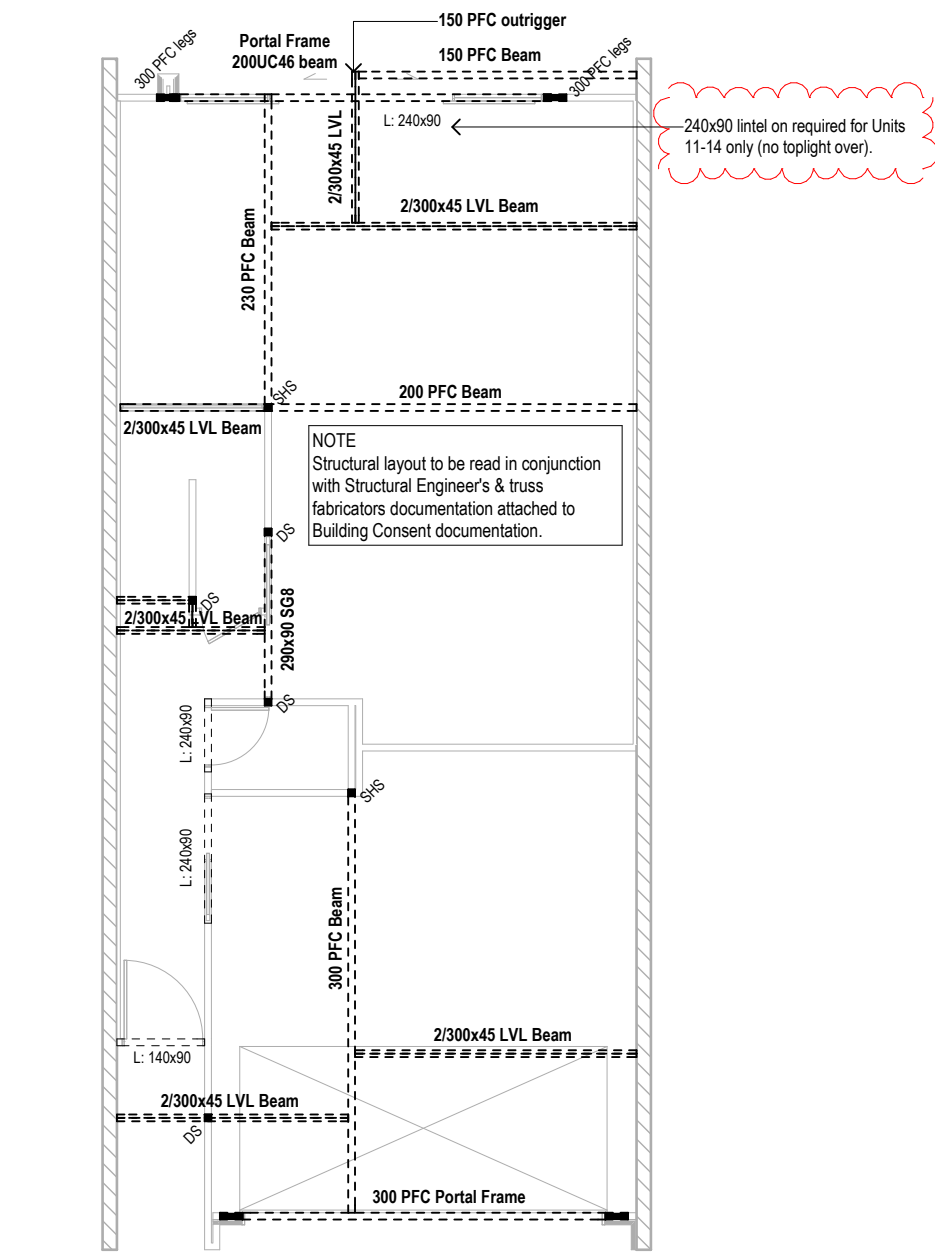 150 PFC outrigger
Portal Frame
200UC46 beam
150 PFC Beam
300 PFC legs
300 PFC legs
L: 240x90
240x90 lintel on required for Units
11-14 only (no toplight over).
2/300x45 LVL
2/300x45 LVL Beam
230 PFC Beam
SHS
200 PFC Beam
2/300x45 LVL Beam
NOTE
Structural layout to be read in conjunction
with Structural Engineer's & truss
fabricators documentation attached to
Building Consent documentation.
DS
DS
2/300x45 LVL Beam
290x90 SG8
DS
L: 240x90
SHS
L: 240x90
300 PFC Beam
2/300x45 LVL Beam
L: 140x90
2/300x45 LVL Beam
DS
300 PFC Portal Frame